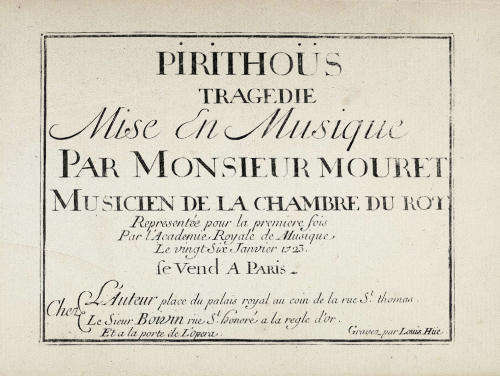 PIRITHOÜS
TRAGEDIE
Mise En Musique
PAR MONSIEUR MOURET
MUSICIEN DE LA CHAMBRE DU ROY
Representée pour la premiere fois
Par l'Academie Royale de Musique
Le vingt Six Janvier 1723.
se Vend A PARIS.
Chez
L'Auteur place du palais royal au coin de la rue St. thomas.
Le Sieur Boivin rüe St. honoré a la regle d'or.
Et a la porte de L'opera.
Gravez par Louis Hüe